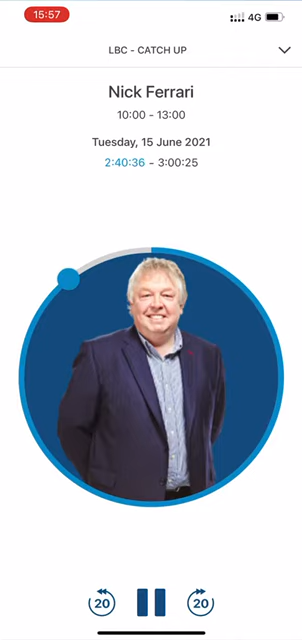 15:57
4G
LBC - CATCH UP
Nick Ferrari
10:00 - 13:00
Tuesday, 15 June 2021
2:40:36 - 3:00:25
20 20